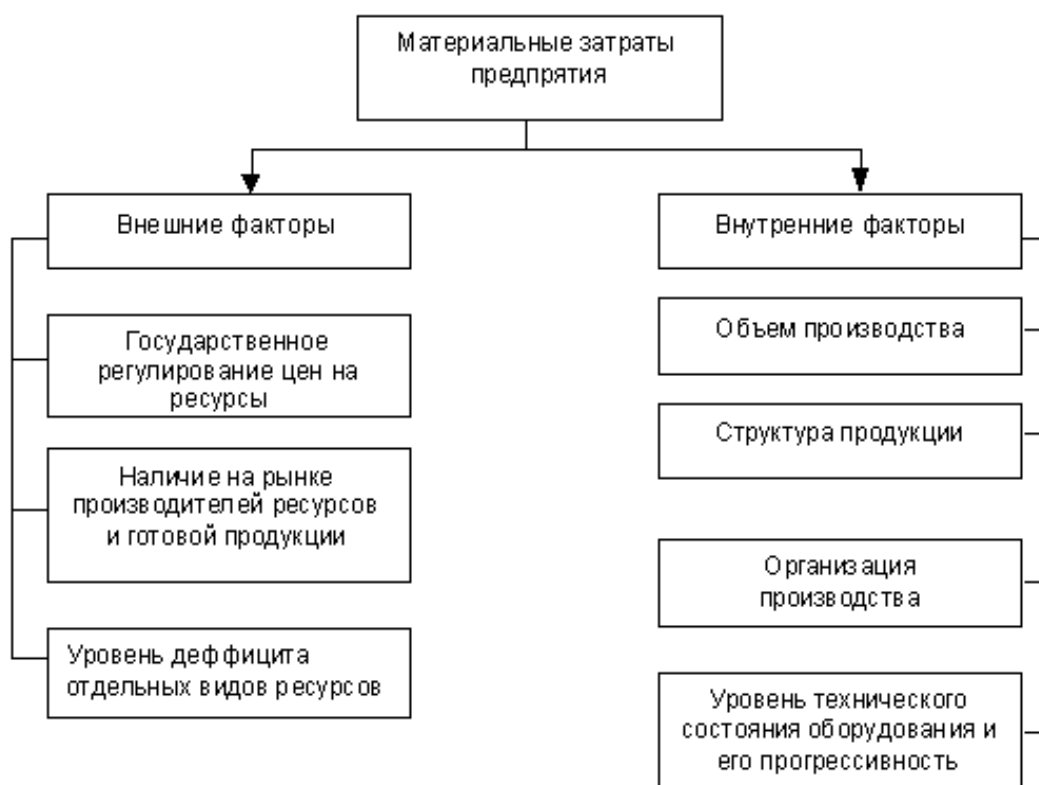 Материальные затраты
предпрятия
Внешние факторы
Государственное
регулирование цен на
ресурсы
Наличие на рынке
производителей ресурсов
и готовой продукции
Уровень деффицита
отдельных видов ресурсов
Внутренние факторы
Объем производства
Структура продукции
Организация
производства
Уровень технического
состояния оборудования и
его прогрессивность